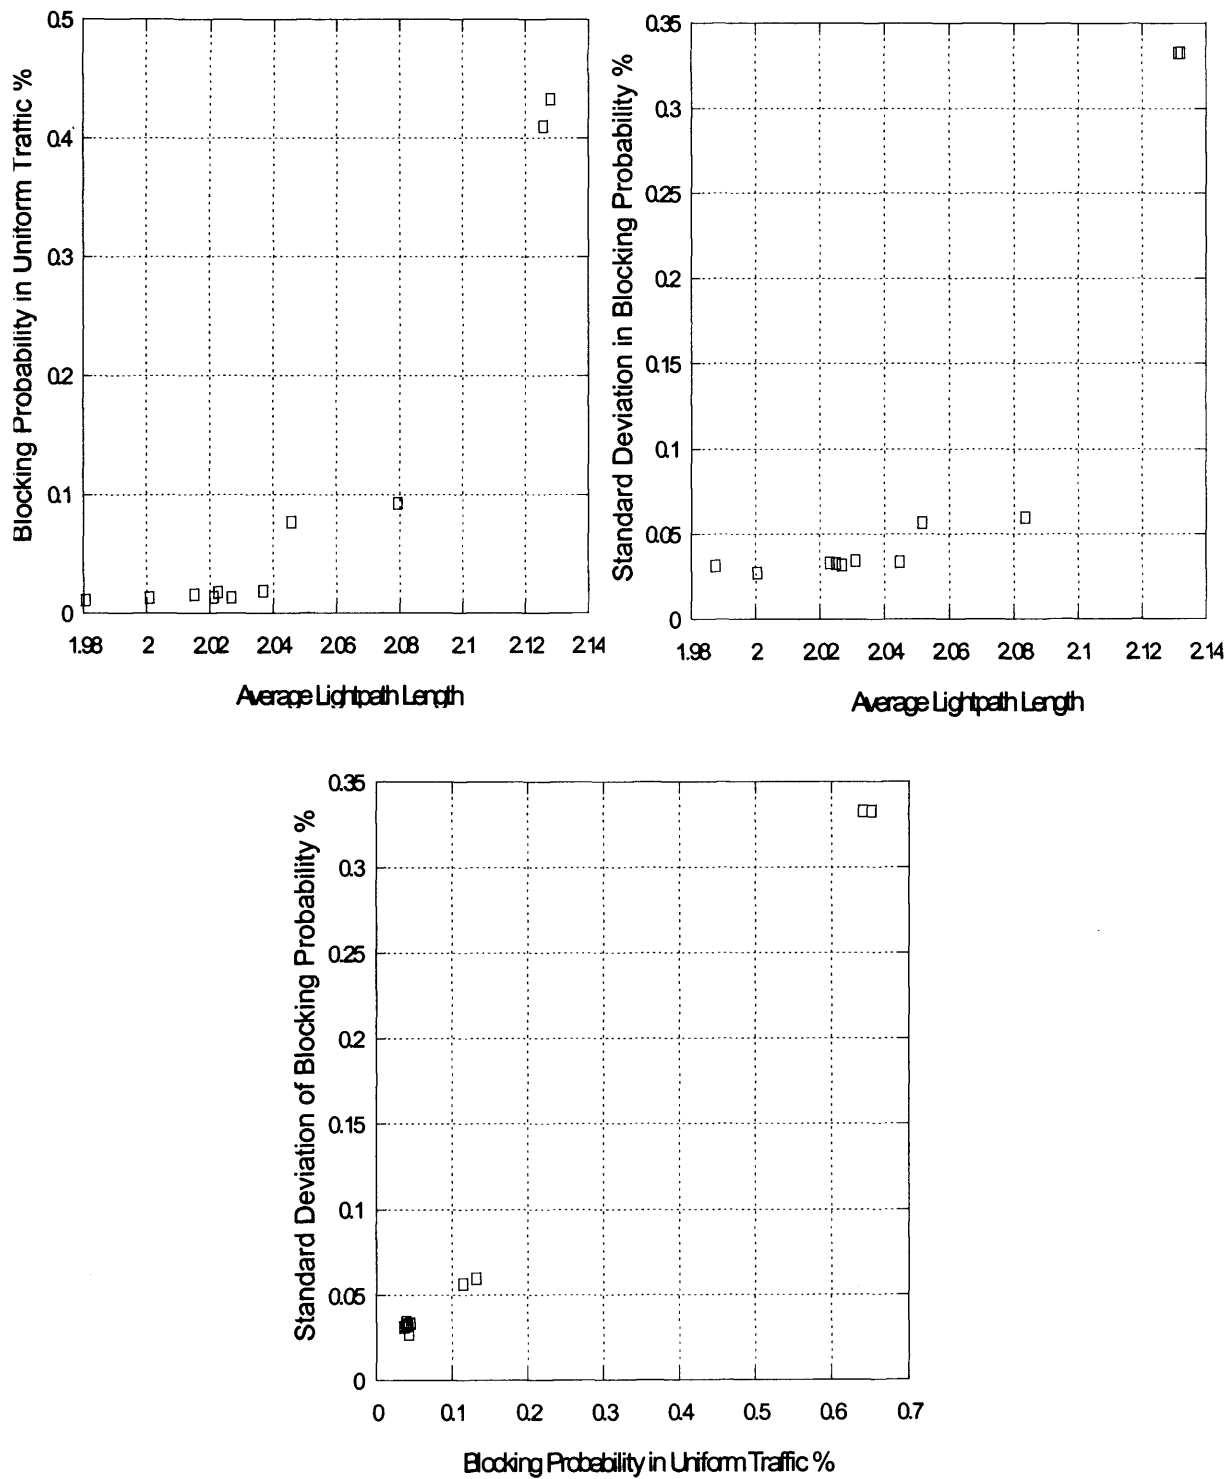 Blocking Probability in Uniform Traffic %
0.5
0.4
0.3
0.2
0.1
0
1.98 2 2.02 2.04 2.06 2.08 2.1 2.12 2.14
Average Lightpath Length
Standard Deviation in Blocking Probability %
0.35
0.3
0.25
0.2
0.15
0.1
0.05
0
1.98 2 2.02 2.04 2.06 2.08 2.1 2.12 2.14
Average Lightpath Length
Standard Deviation of Blocking Probability %
0.35
0.3
0.25
0.2
0.15
0.1
0.05
0
0 0.1 0.2 0.3 0.4 0.5 0.6 0.7
Blocking Probability in Uniform Traffic %